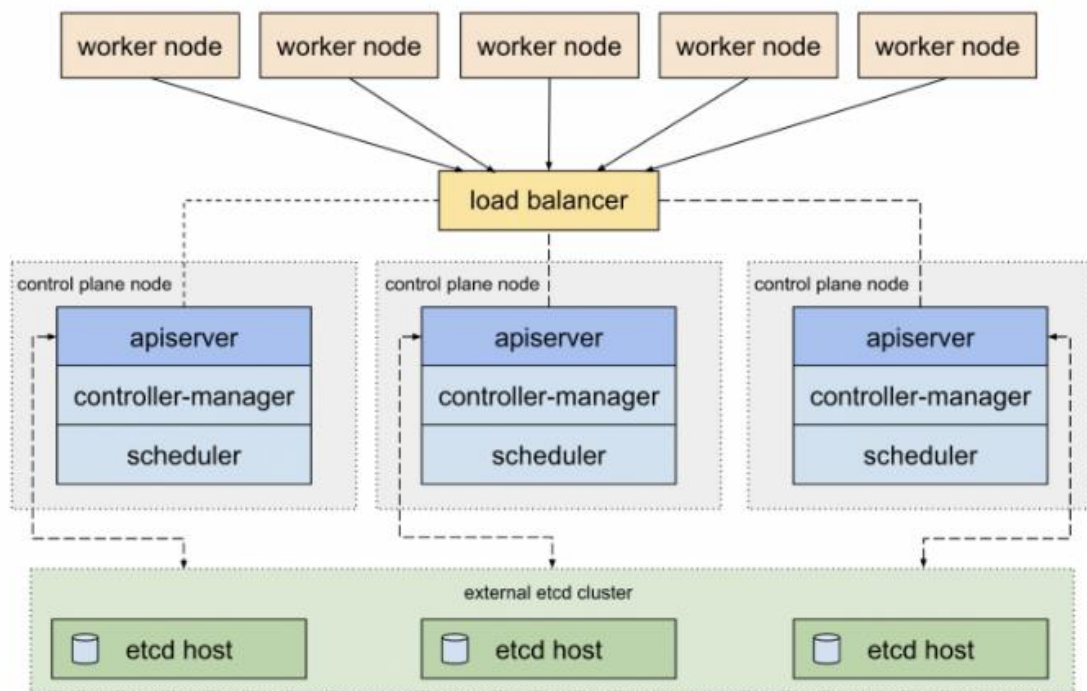 worker node
worker node
worker node
worker node
worker node
load balancer
control plane node
control plane node
control plane node
apiserver
apiserver
apiserver
controller-manager
controller-manager
controller-manager
scheduler
scheduler
scheduler
external etcd cluster
etcd host
etcd host
etcd host